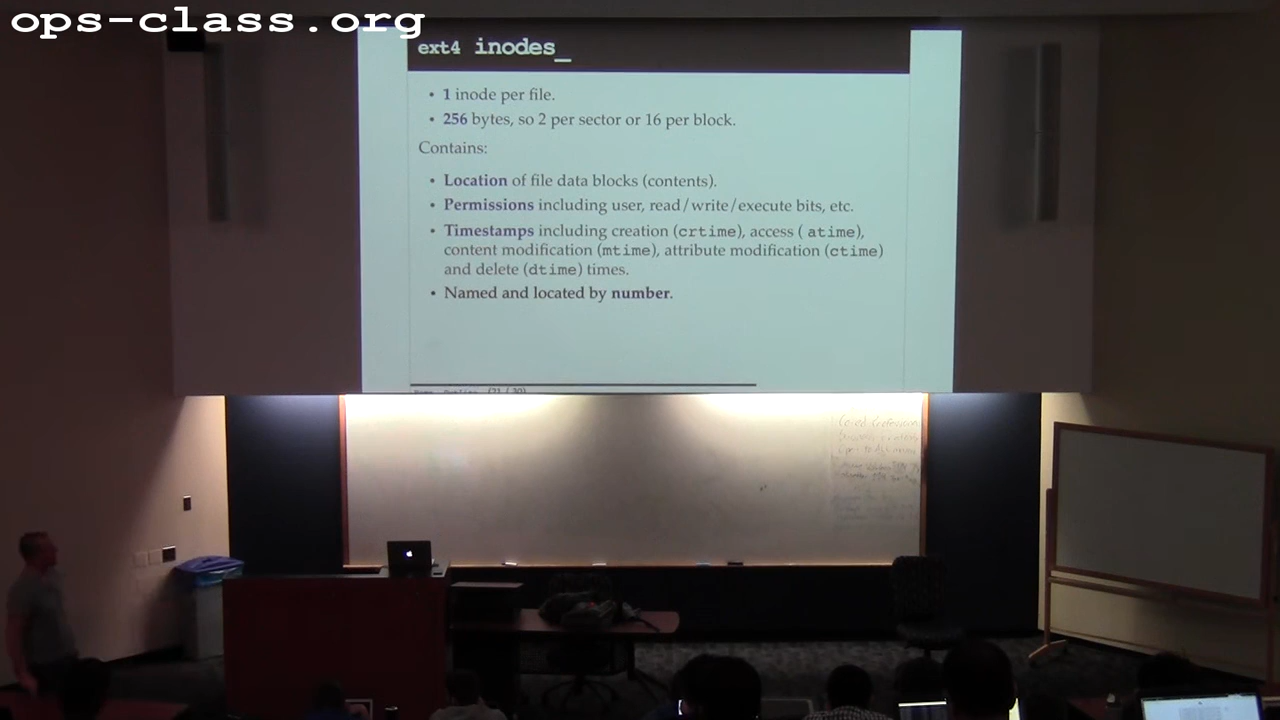 ops-class.org
ext4 inodes_
• 1 inode per file.
• 256 bytes, so 2 per sector or 16 per block.
Contains:
• Location of file data blocks (contents).
• Permissions including user, read/write/execute bits, etc.
• Timestamps including creation (crtime), access ( atime),
content modification (mtime), attribute modification (ctime)
and delete (dtime) times.
• Named and located by number.